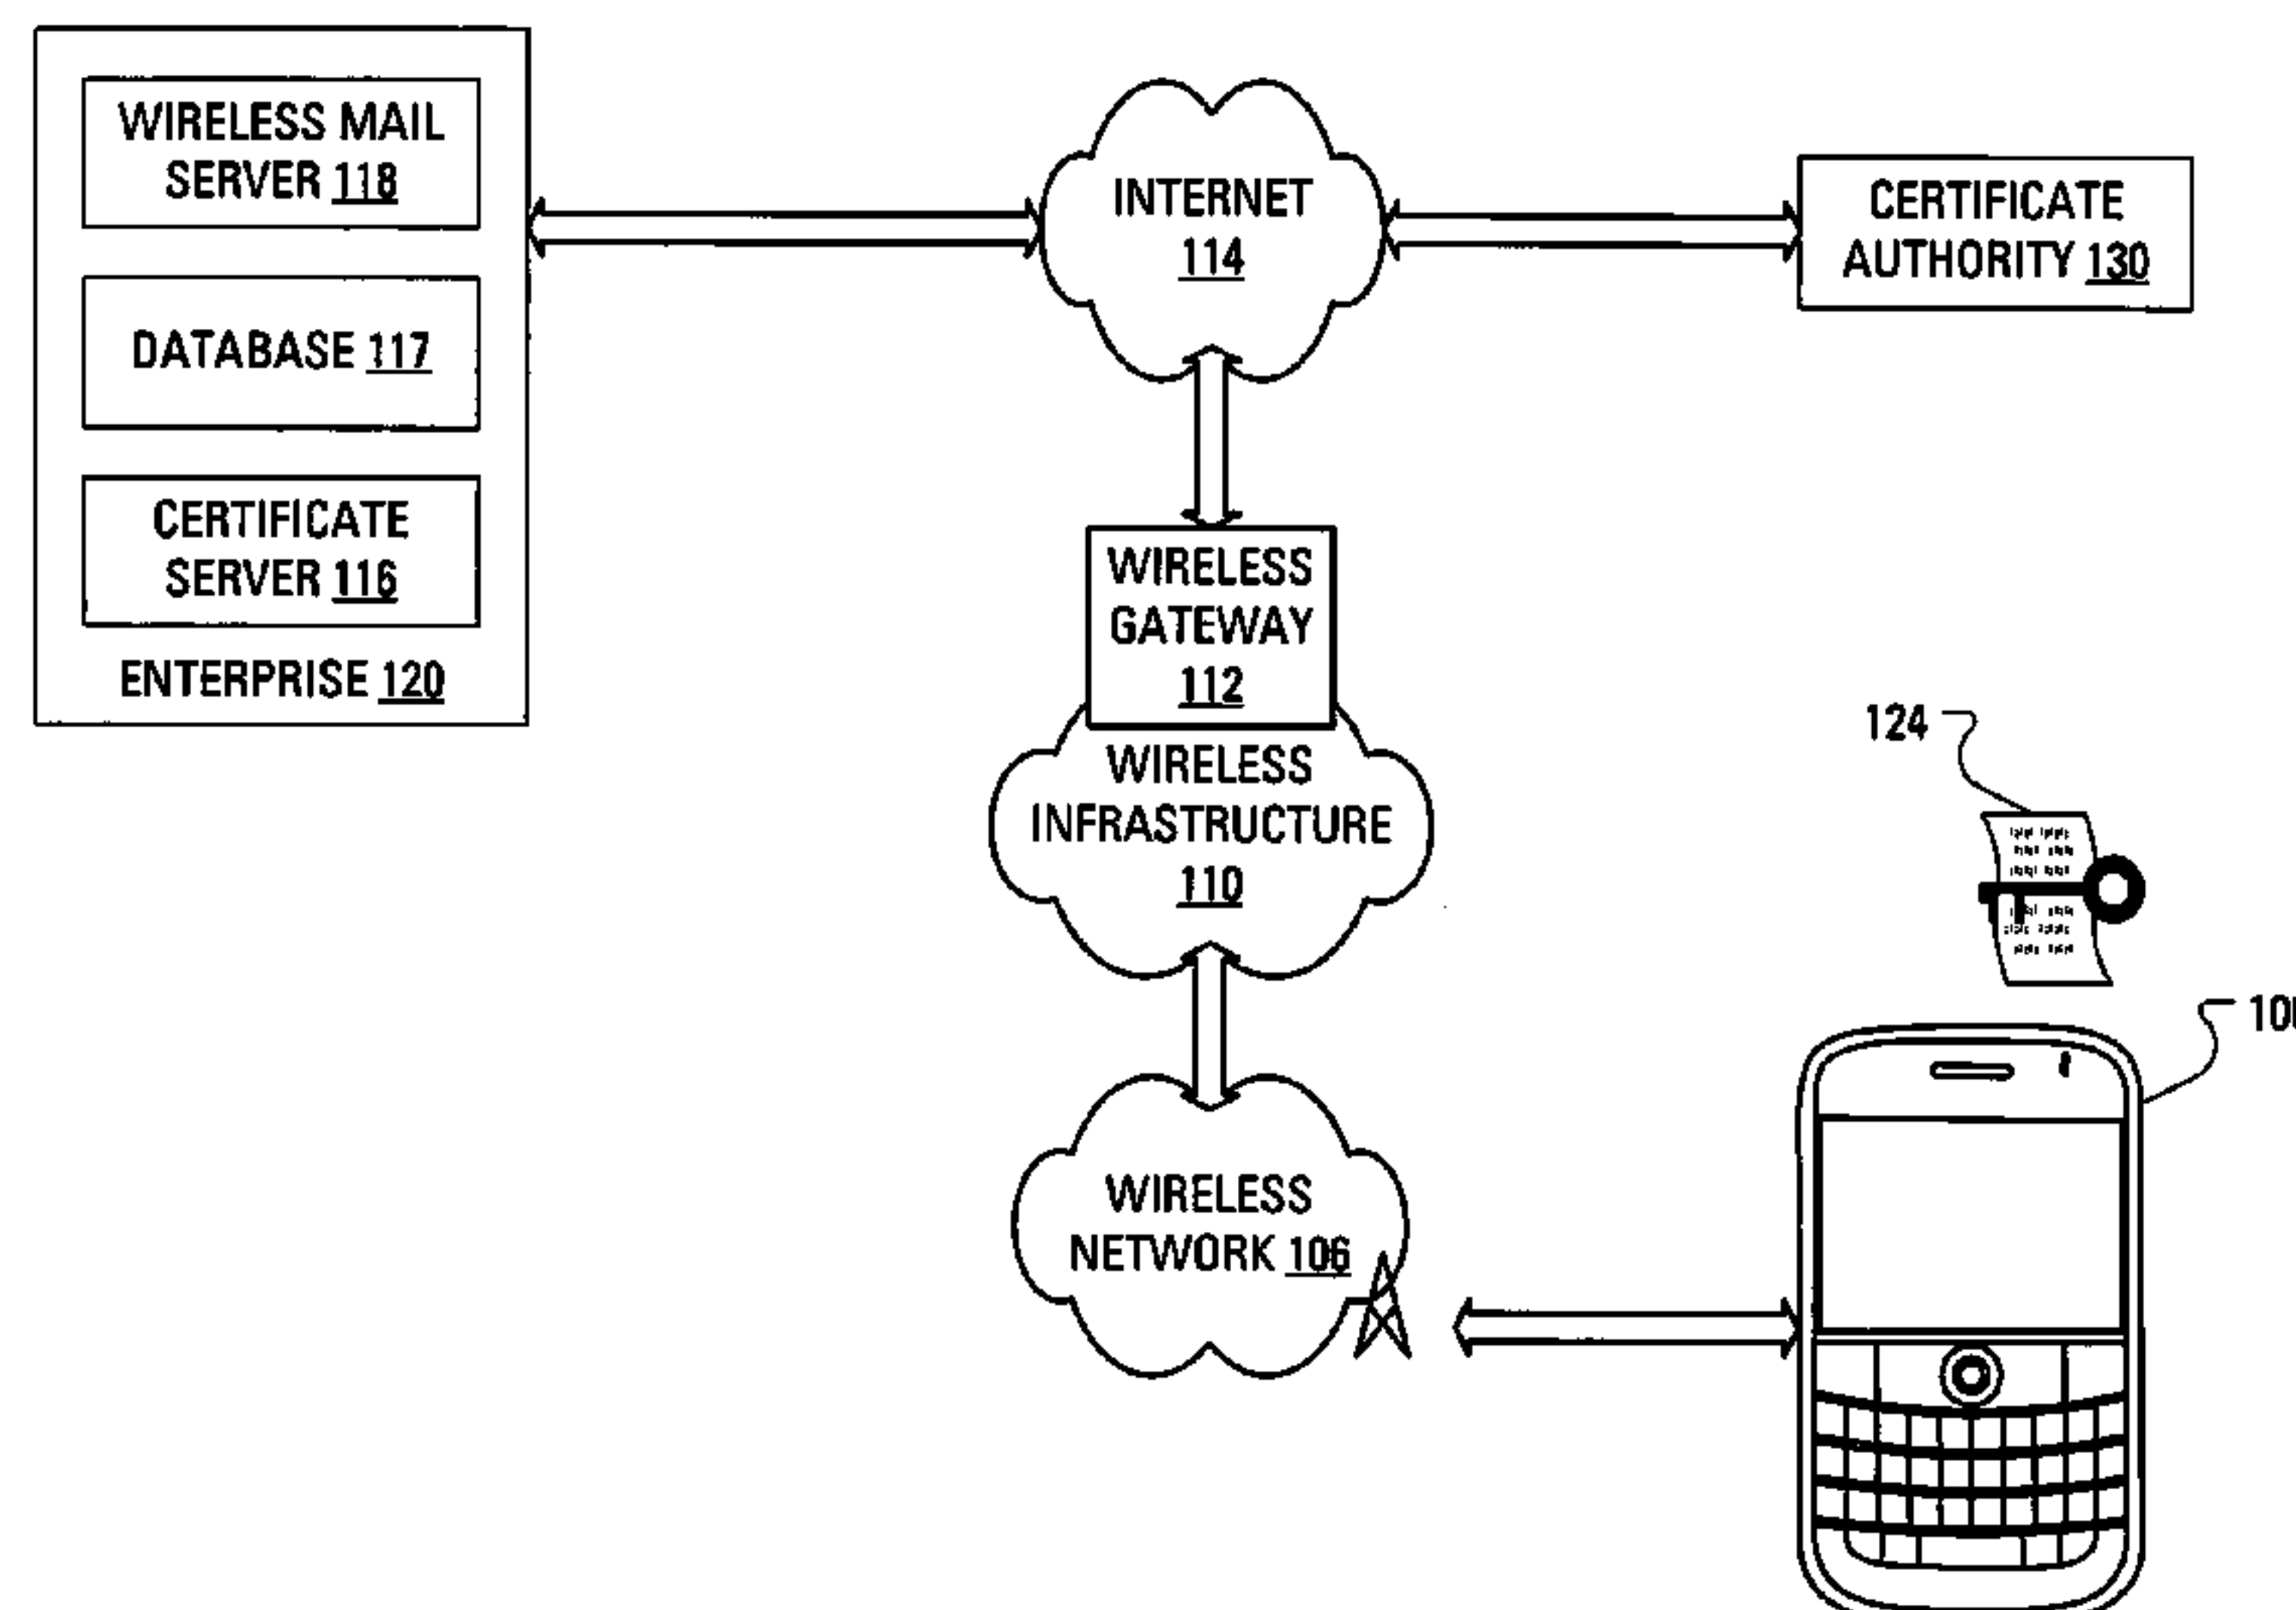 WIRELESS MAIL
SERVER 118
DATABASE 117
CERTIFICATE
SERVER 116
ENTERPRISE 120
INTERNET
114
CERTIFICATE
AUTHORITY 130
WIRELESS
GATEWAY
112
WIRELESS
INFRASTRUCTURE
110
124
WIRELESS
NETWORK 106